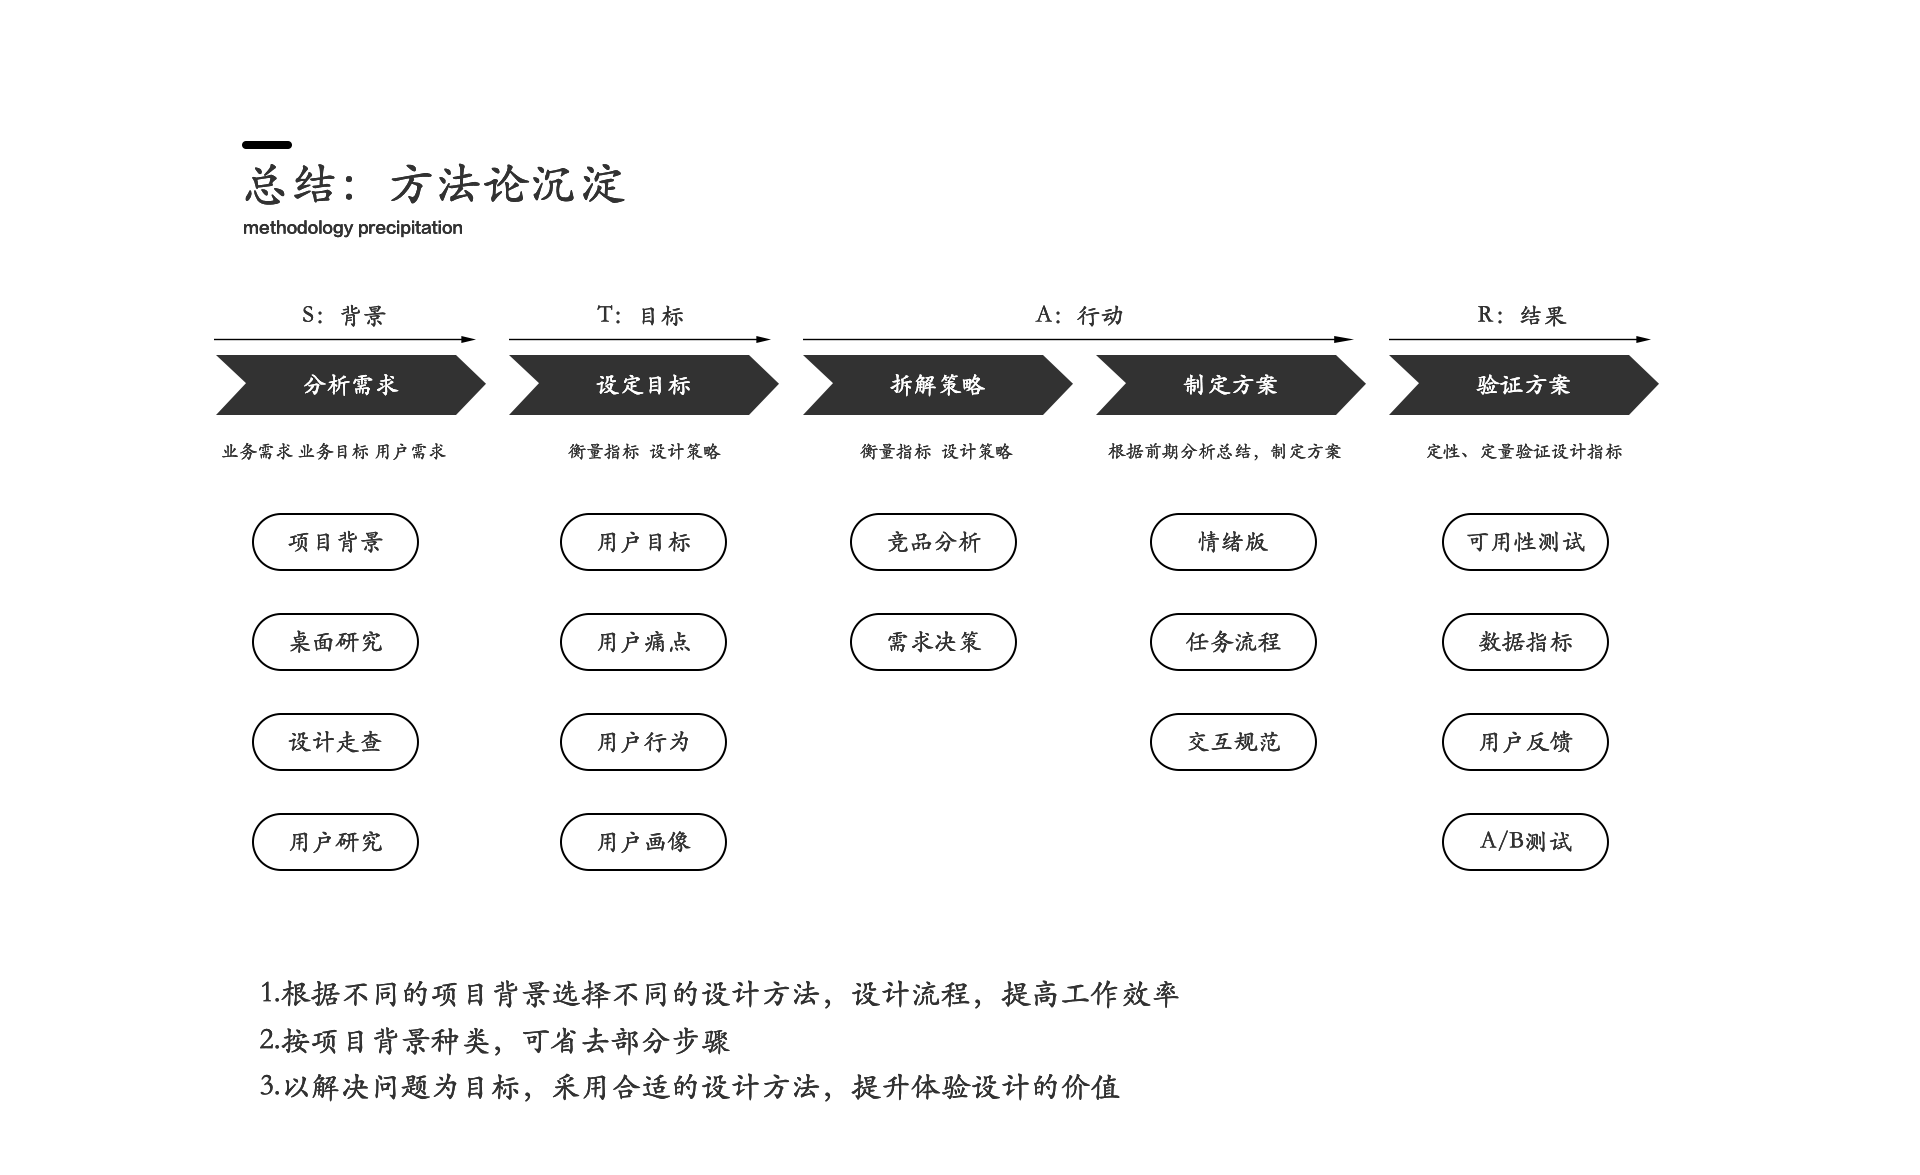 总结：方法论沉淀
methodology precipitation
S：背景
T：目标
A：行动
R：结果
分析需求
设定目标
拆解策略
制定方案
验证方案
业务需求 业务目标 用户需求
衡量指标 设计策略
衡量指标 设计策略
根据前期分析总结，制定方案
定性、定量验证设计指标
项目背景
用户目标
竞品分析
情绪版
可用性测试
桌面研究
用户痛点
需求决策
任务流程
数据指标
设计走查
用户行为
交互规范
用户反馈
用户研究
用户画像
A/B测试
1.根据不同的项目背景选择不同的设计方法，设计流程，提高工作效率
2.按项目背景种类，可省去部分步骤
3.以解决问题为目标，采用合适的设计方法，提升体验设计的价值